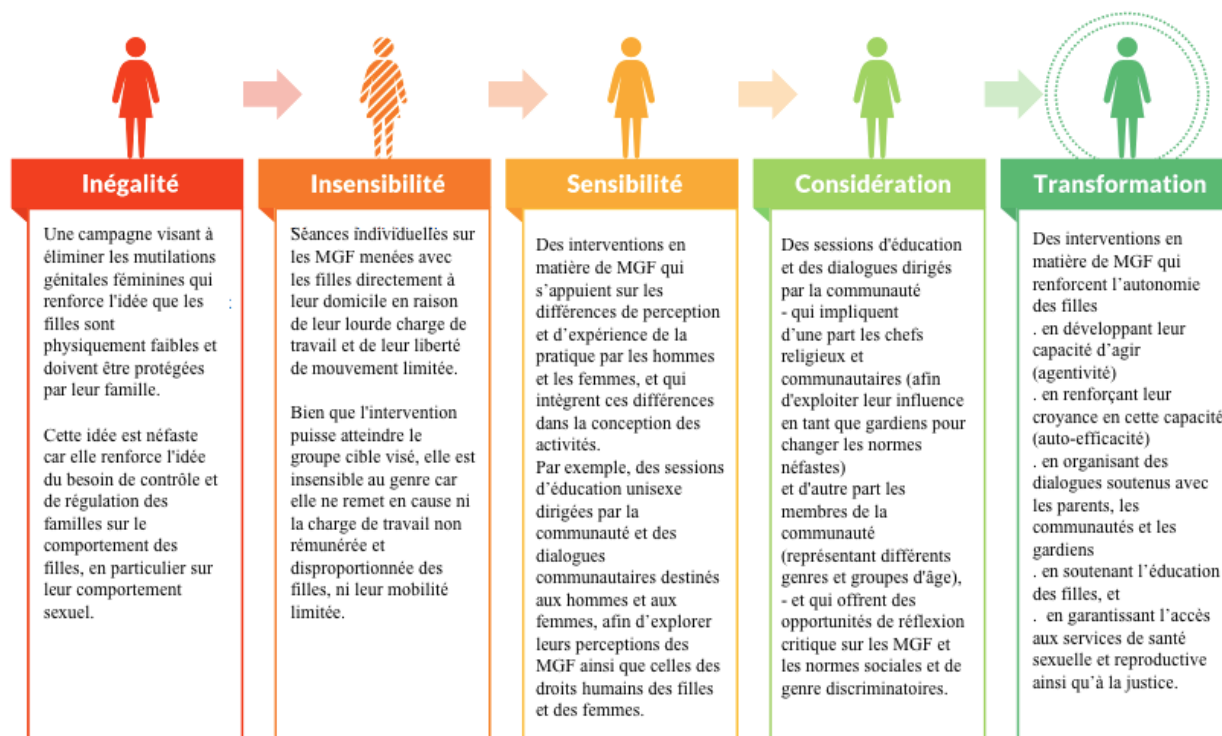 Inégalité
Une campagne visant à
éliminer les mutilations
génitales féminines qui
renforce l'idée que les
filles sont
physiquement faibles et
doivent être protégées
par leur famille.
Cette idée est néfaste
car elle renforce l'idée
du besoin de contrôle et
de régulation des
familles sur le
comportement des
filles, en particulier sur
leur comportement
sexuel.
:
Insensibilité
Séances individuelles sur
les MGF menées avec
les filles directement à
leur domicile en raison
de leur lourde charge de
travail et de leur liberté
de mouvement limitée.
Bien que l'intervention
puisse atteindre le
groupe cible visé, elle est
insensible au genre car
elle ne remet en cause ni
la charge de travail non
rémunérée et
disproportionnée des
filles, ni leur mobilité
limitée.
Sensibilité
Des interventions en
matière de MGF qui
s’appuient sur les
différences de perception
et d’expérience de la
pratique par les hommes
et les femmes, et qui
intègrent ces différences
dans la conception des
activités.
Par exemple, des sessions
d’éducation unisexe
dirigées par la
communauté et des
dialogues
communautaires destinés
aux hommes et aux
femmes, afin d’explorer
leurs perceptions des
MGF ainsi que celles des
droits humains des filles
et des femmes.
Considération
Des sessions d'éducation
et des dialogues dirigés
par la communauté
- qui impliquent
d’une part les chefs
religieux et
communautaires (afin
d'exploiter leur influence
en tant que gardiens pour
changer les normes
néfastes)
et d'autre part les
membres de la
communauté
(représentant différents
genres et groupes d'âge),
- et qui offrent des
opportunités de réflexion
critique sur les MGF et
les normes sociales et de
genre discriminatoires.
Transformation
Des interventions en
matière de MGF qui
renforcent l’autonomie
des filles
. en développant leur
capacité d’agir
(agentivité)
. en renforçant leur
croyance en cette capacité
(auto-efficacité)
. en organisant des
dialogues soutenus avec
les parents, les
communautés et les
gardiens
. en soutenant l’éducation
des filles, et
. en garantissant l’accès
aux services de santé
sexuelle et reproductive
ainsi qu’à la justice.